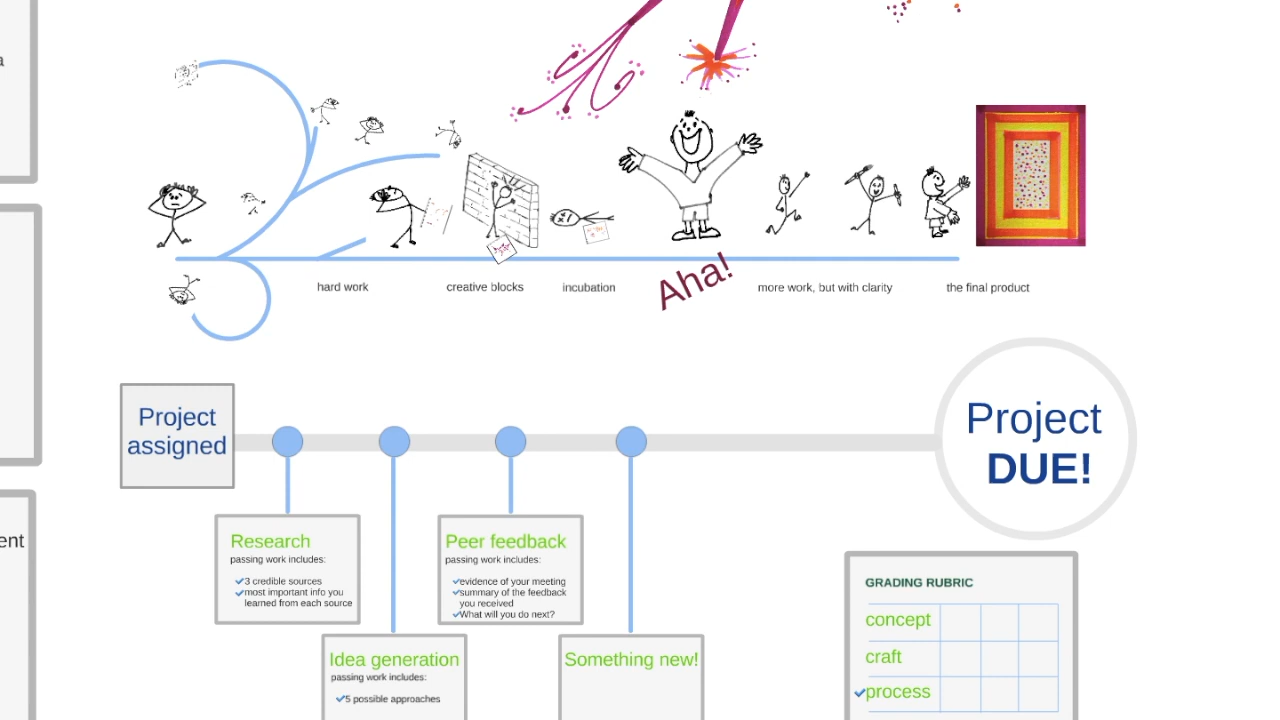 a
ent
hard work
creative blocks
incubation
Aha!
more work, but with clarity
the final product
Project
assigned
Project
DUE!
Research
passing work includes:
3 credible sources
most important info you
learned from each source
Peer feedback
passing work includes:
evidence of your meeting
summary of the feedback
you received
What will you do next?
Idea generation
passing work includes:
5 possible approaches
Something new!
GRADING RUBRIC
concept
craft
process